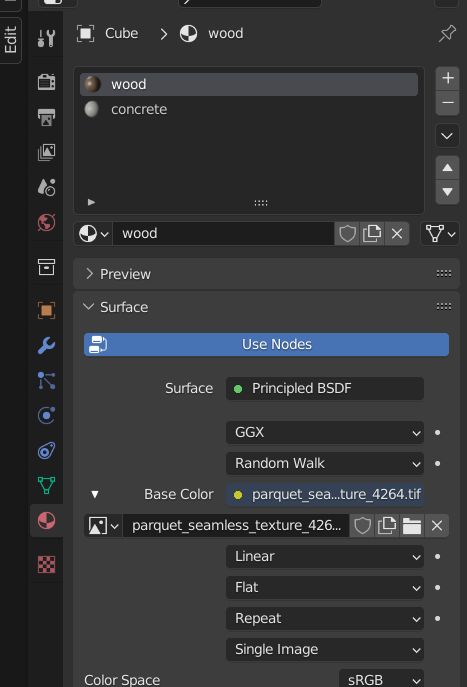 Edit
Cube > wood
wood
concrete
wood
Preview
Surface
Use Nodes
Surface Principled BSDF
GGX
Random Walk
Base Color parquet_sea...ture_4264.tif
parquet_seamless_texture_426...
Linear
Flat
Repeat
Single Image
Color Space sRGB